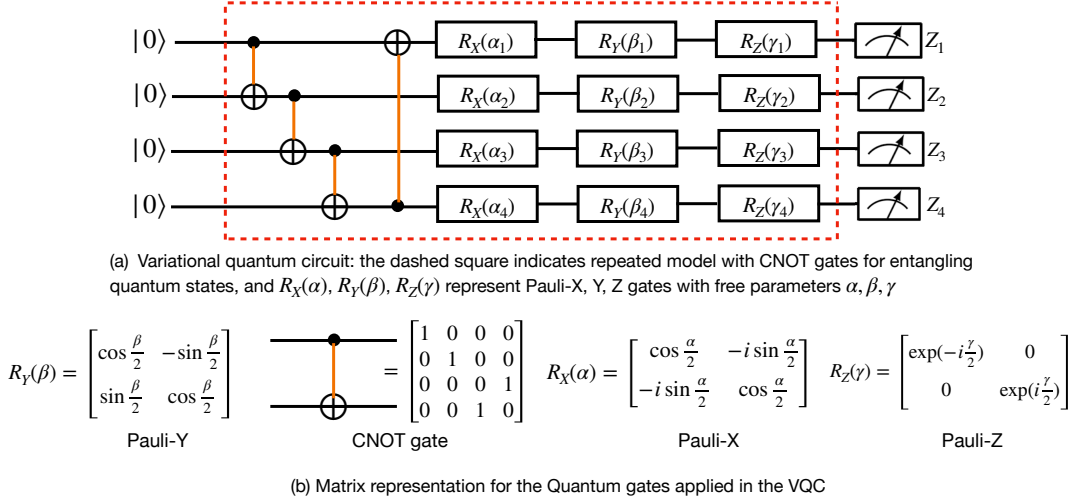 |0⟩ R_X(α_1) R_Y(β_1) R_Z(γ_1) Z_1
|0⟩ R_X(α_2) R_Y(β_2) R_Z(γ_2) Z_2
|0⟩ R_X(α_3) R_Y(β_3) R_Z(γ_3) Z_3
|0⟩ R_X(α_4) R_Y(β_4) R_Z(γ_4) Z_4
(a) Variational quantum circuit: the dashed square indicates repeated model with CNOT gates for entangling
quantum states, and R_X(α), R_Y(β), R_Z(γ) represent Pauli-X, Y, Z gates with free parameters α, β, γ
R_Y(β) = [cos β/2 −sin β/2; sin β/2 cos β/2]
= [1 0 0 0; 0 1 0 0; 0 0 0 1; 0 0 1 0]
R_X(α) = [cos α/2 −i sin α/2; −i sin α/2 cos α/2]
R_Z(γ) = [exp(−i γ/2) 0; 0 exp(i γ/2)]
Pauli-Y CNOT gate Pauli-X Pauli-Z
(b) Matrix representation for the Quantum gates applied in the VQC